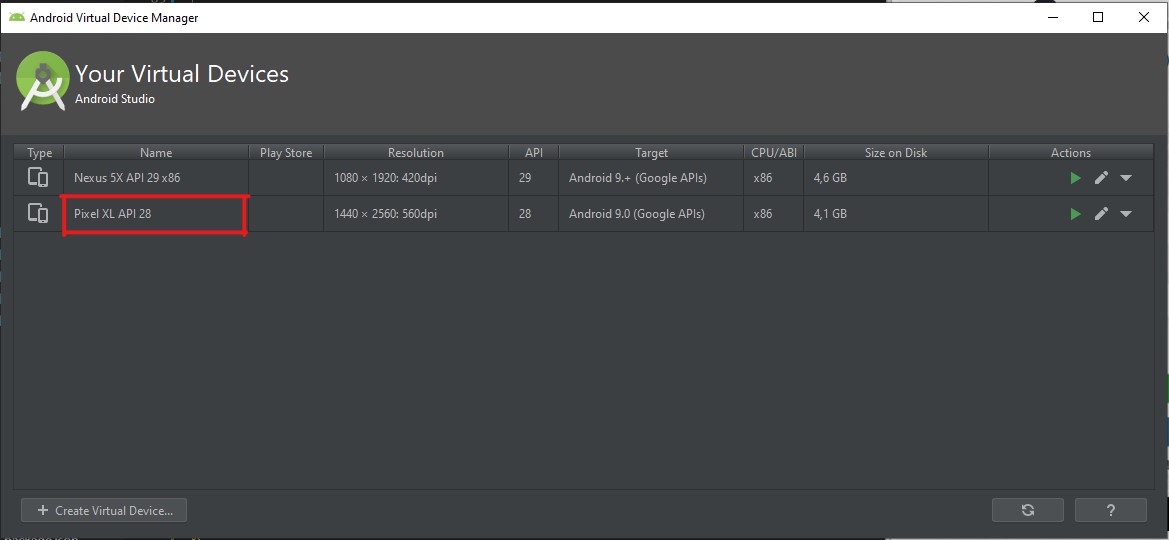 Android Virtual Device Manager
Your Virtual Devices
Android Studio
Type Name Play Store Resolution API Target CPU/ABI Size on Disk Actions
Nexus 5X API 29 x86 1080 × 1920: 420dpi 29 Android 9.+ (Google APIs) x86 4,6 GB
Pixel XL API 28 1440 × 2560: 560dpi 28 Android 9.0 (Google APIs) x86 4,1 GB
+ Create Virtual Device... ?